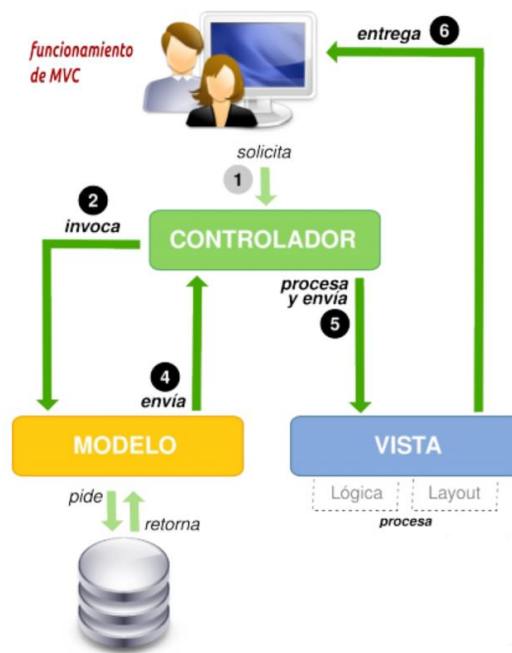 funcionamiento
de MVC
entrega 6
solicita
1
2
invoca
CONTROLADOR
procesa
y envía
5
4
envía
MODELO
VISTA
Lógica
Layout
procesa
pide
retorna